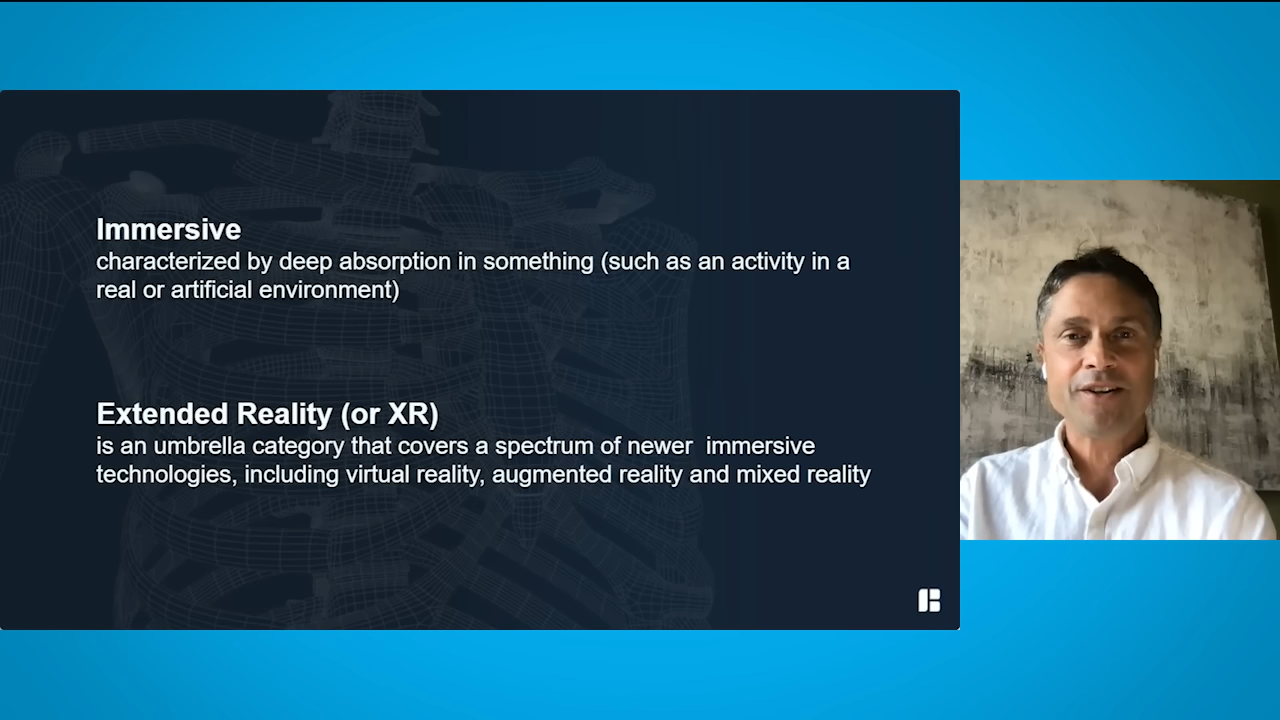 Immersive
characterized by deep absorption in something (such as an activity in a
real or artificial environment)
Extended Reality (or XR)
is an umbrella category that covers a spectrum of newer  immersive
technologies, including virtual reality, augmented reality and mixed reality